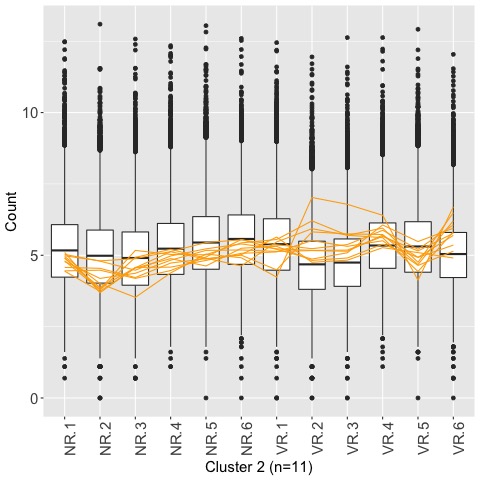 10
5
0
Count
NR.1
NR.2
NR.3
NR.4
NR.5
NR.6
VR.1
VR.2
VR.3
VR.4
VR.5
VR.6
Cluster 2 (n=11)